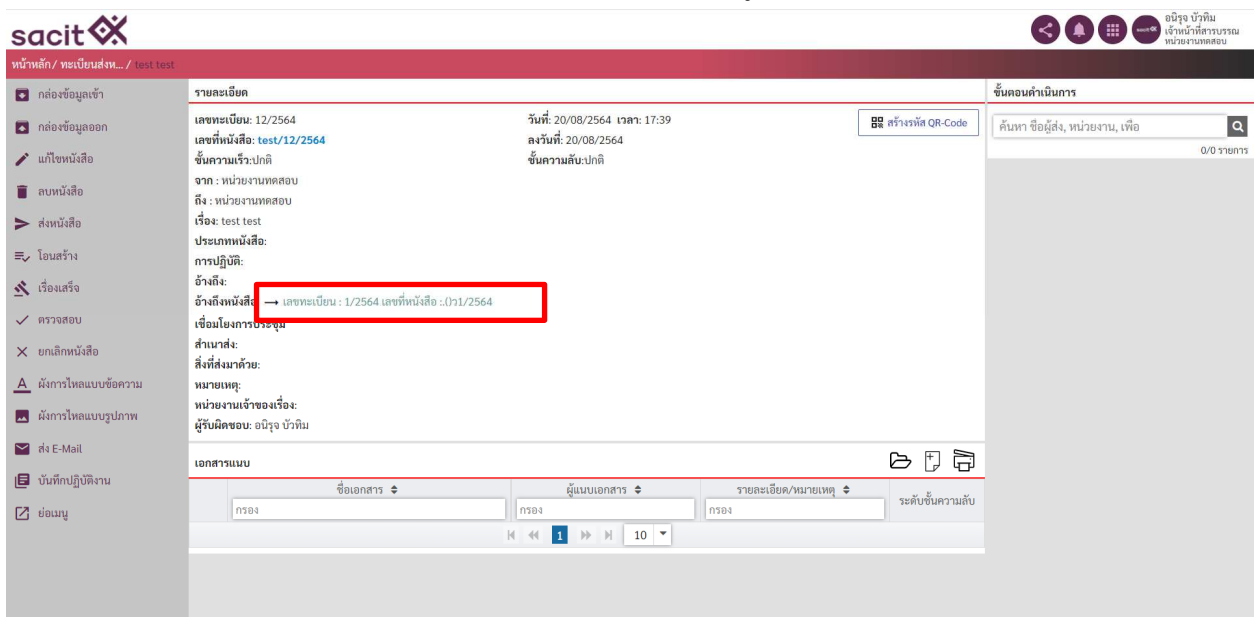 sacit
อนิรุจ บัวทิม
เจ้าหน้าที่สารบรรณ
หน่วยงานทดสอบ
หน้าหลัก/ ทะเบียนส่งห... / test test
กล่องข้อมูลเข้า
กล่องข้อมูลออก
แก้ไขหนังสือ
ลบหนังสือ
ส่งหนังสือ
โอนสร้าง
เรื่องเสร็จ
ตรวจสอบ
ยกเลิกหนังสือ
ผังการไหลแบบข้อความ
ผังการไหลแบบรูปภาพ
ส่ง E-Mail
บันทึกปฏิบัติงาน
ย่อเมนู
รายละเอียด
เลขทะเบียน: 12/2564 วันที่: 20/08/2564 เวลา: 17:39
สร้างรหัส QR-Code
เลขที่หนังสือ: test/12/2564 ลงวันที่: 20/08/2564
ชั้นความเร็ว:ปกติ ชั้นความลับ:ปกติ
จาก : หน่วยงานทดสอบ
ถึง : หน่วยงานทดสอบ
เรื่อง: test test
ประเภทหนังสือ:
การปฏิบัติ:
อ้างถึง:
อ้างถึงหนังสือ → เลขทะเบียน : 1/2564 เลขที่หนังสือ :.()ว1/2564
เชื่อมโยงการประชุม
สำเนาส่ง:
สิ่งที่ส่งมาด้วย:
หมายเหตุ:
หน่วยงานเจ้าของเรื่อง:
ผู้รับผิดชอบ: อนิรุจ บัวทิม
เอกสารแนบ
ชื่อเอกสาร ผู้แนบเอกสาร รายละเอียด/หมายเหตุ ระดับชั้นความลับ
กรอง กรอง กรอง
1 10
ขั้นตอนดำเนินการ
ค้นหา ชื่อผู้ส่ง, หน่วยงาน, เพื่อ
0/0 รายการ